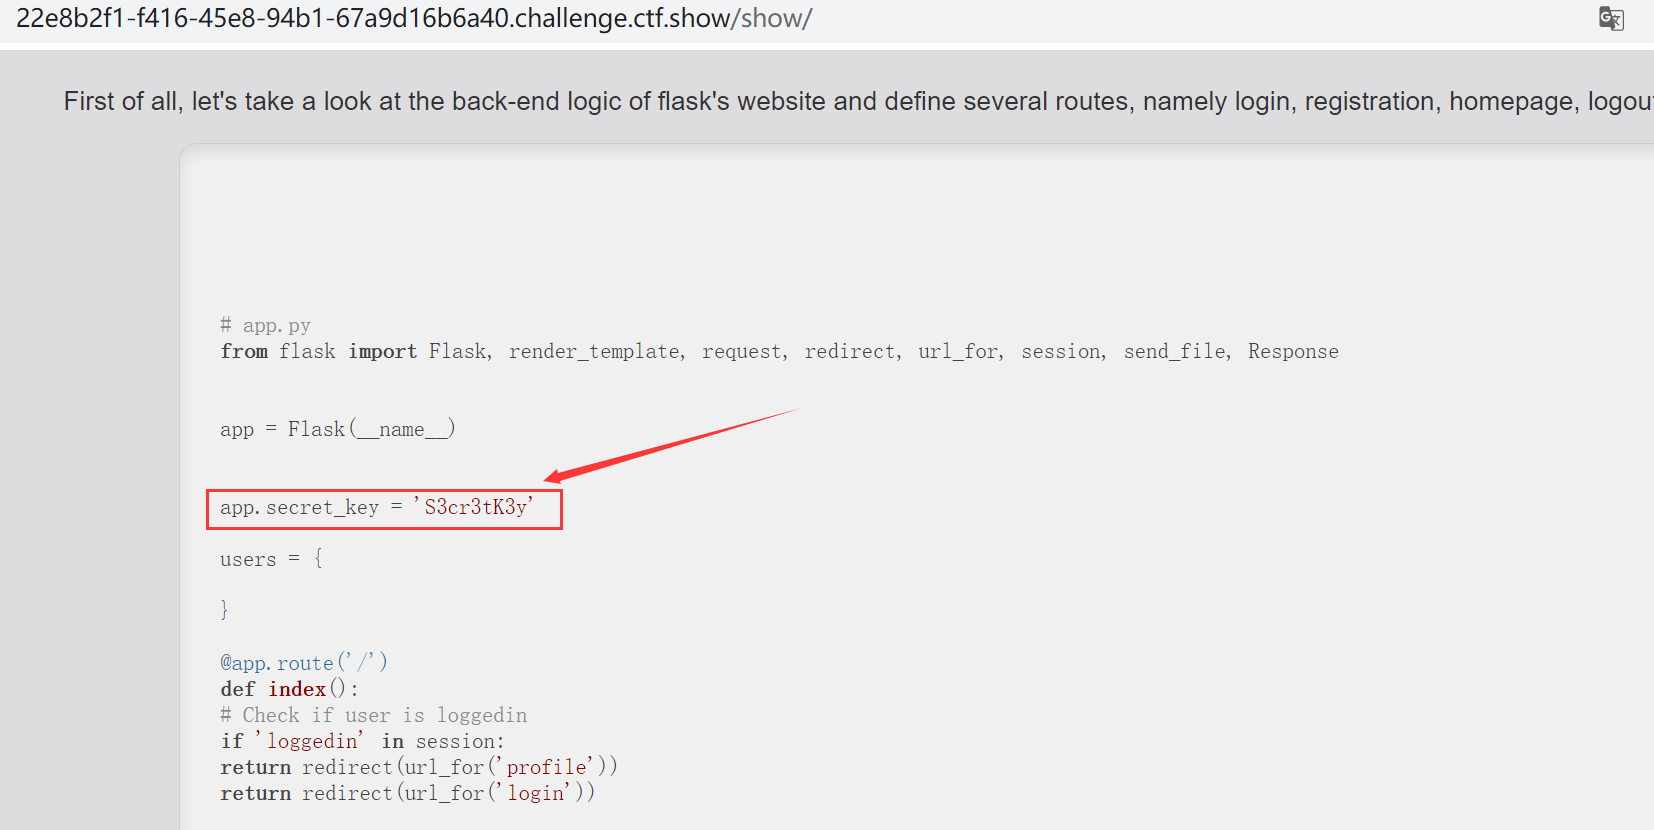 22e8b2f1-f416-45e8-94b1-67a9d16b6a40.challenge.ctf.show/show/
First of all, let's take a look at the back-end logic of flask's website and define several routes, namely login, registration, homepage, logou
# app.py
from flask import Flask, render_template, request, redirect, url_for, session, send_file, Response
app = Flask(__name__)
app.secret_key = 'S3cr3tK3y'
users = {
}
@app.route('/')
def index():
# Check if user is loggedin
if 'loggedin' in session:
return redirect(url_for('profile'))
return redirect(url_for('login'))